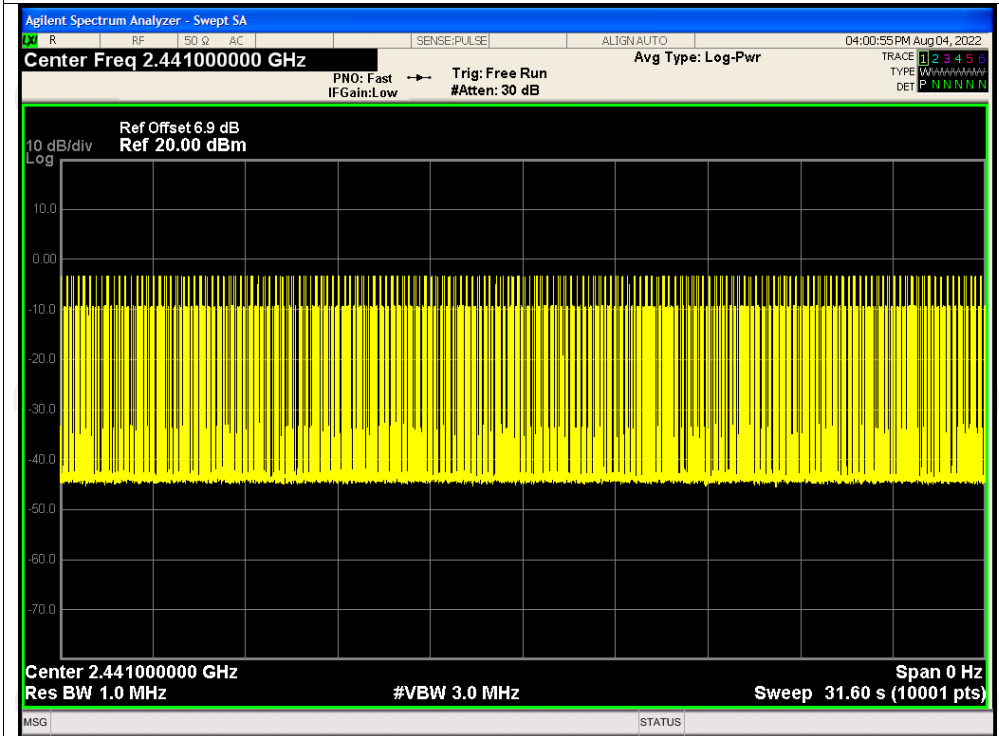 Agilent Spectrum Analyzer - Swept SA
LXI R RF 50 Ω AC SENSE:PULSE ALIGN AUTO 04:00:55 PM Aug 04, 2022
Center Freq 2.441000000 GHz
PNO: Fast
IFGain:Low
Trig: Free Run
#Atten: 30 dB
Avg Type: Log-Pwr
TRACE 1 2 3 4 5 6
TYPE W
DET P N N N N N
Ref Offset 6.9 dB
10 dB/div Ref 20.00 dBm
Log
10.0
0.00
-10.0
-20.0
-30.0
-40.0
-50.0
-60.0
-70.0
Center 2.441000000 GHz Span 0 Hz
Res BW 1.0 MHz #VBW 3.0 MHz Sweep 31.60 s (10001 pts)
MSG STATUS